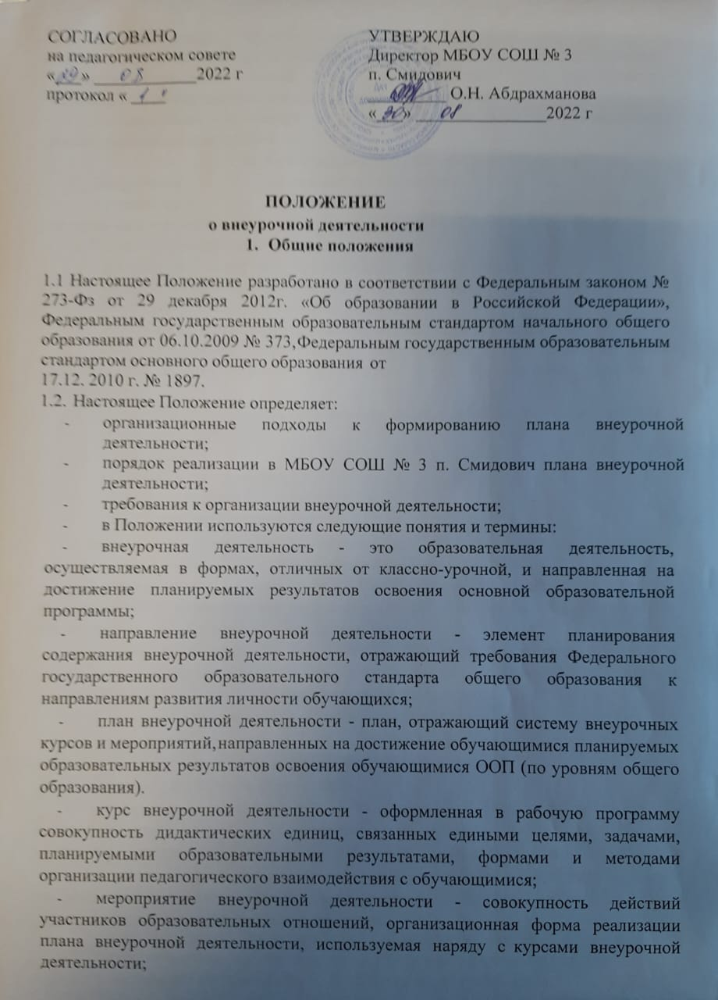 СОГЛАСОВАНО
на педагогическом совете
«29» 08 2022 г
протокол « 1 "
УТВЕРЖДАЮ
Директор МБОУ СОШ № 3
п. Смидович
О.Н. Абдрахманова
«30» 08 2022 г
ПОЛОЖЕНИЕ
о внеурочной деятельности
1. Общие положения
1.1 Настоящее Положение разработано в соответствии с Федеральным законом №
273-Фз от 29 декабря 2012г. «Об образовании в Российской Федерации»,
Федеральным государственным образовательным стандартом начального общего
образования от 06.10.2009 № 373,Федеральным государственным образовательным
стандартом основного общего образования от
17.12. 2010 г. № 1897.
1.2. Настоящее Положение определяет:
- организационные подходы к формированию плана внеурочной
деятельности;
- порядок реализации в МБОУ СОШ № 3 п. Смидович плана внеурочной
деятельности;
- требования к организации внеурочной деятельности;
- в Положении используются следующие понятия и термины:
- внеурочная деятельность - это образовательная деятельность,
осуществляемая в формах, отличных от классно-урочной, и направленная на
достижение планируемых результатов освоения основной образовательной
программы;
- направление внеурочной деятельности - элемент планирования
содержания внеурочной деятельности, отражающий требования Федерального
государственного образовательного стандарта общего образования к
направлениям развития личности обучающихся;
- план внеурочной деятельности - план, отражающий систему внеурочных
курсов и мероприятий,направленных на достижение обучающимися планируемых
образовательных результатов освоения обучающимися ООП (по уровням общего
образования).
- курс внеурочной деятельности - оформленная в рабочую программу
совокупность дидактических единиц, связанных едиными целями, задачами,
планируемыми образовательными результатами, формами и методами
организации педагогического взаимодействия с обучающимися;
- мероприятие внеурочной деятельности - совокупность действий
участников образовательных отношений, организационная форма реализации
плана внеурочной деятельности, используемая наряду с курсами внеурочной
деятельности;